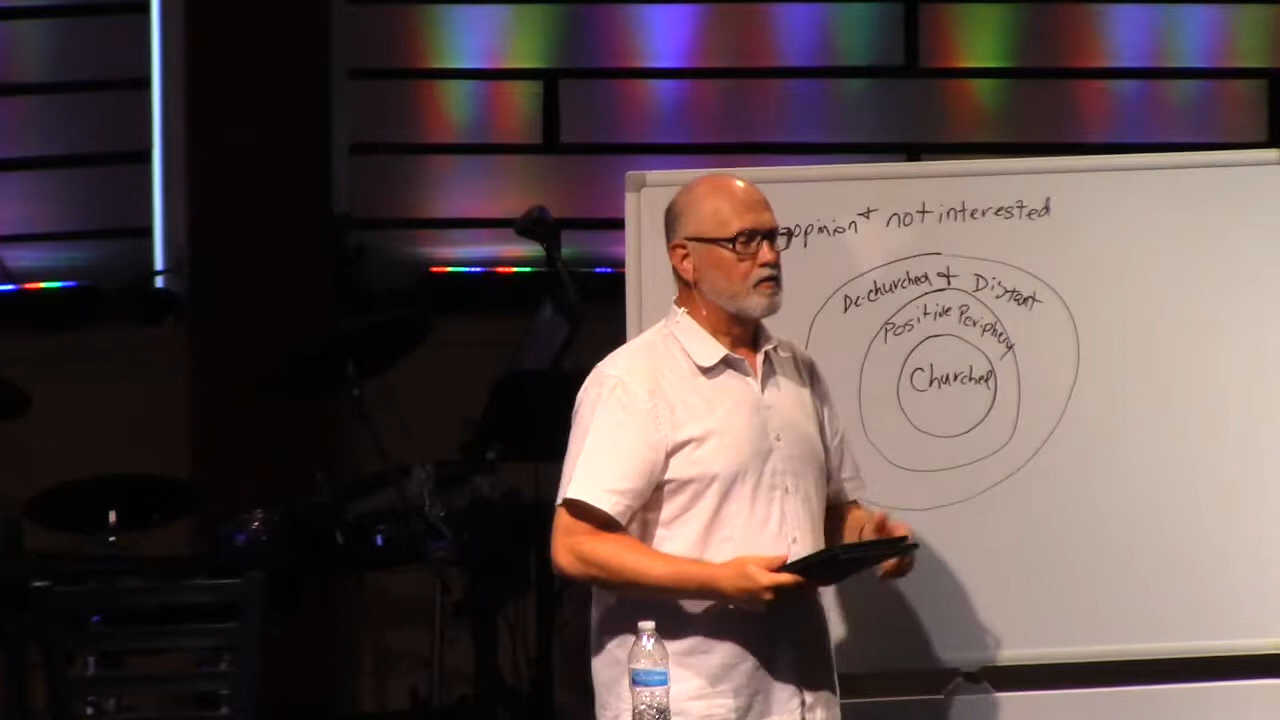 opinion + not interested
De-churched + Distant
Positive Periphery
Churched